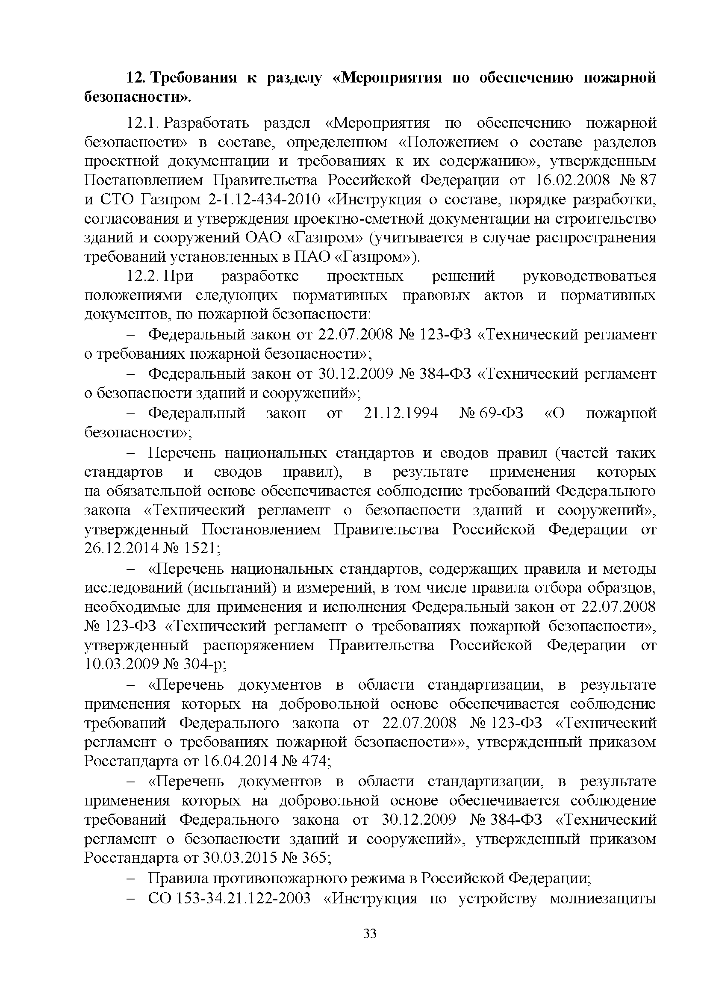 12. Требования к разделу «Мероприятия по обеспечению пожарной
безопасности».
12.1. Разработать раздел «Мероприятия по обеспечению пожарной
безопасности» в составе, определенном «Положением о составе разделов
проектной документации и требованиях к их содержанию», утвержденным
Постановлением Правительства Российской Федерации от 16.02.2008 № 87
и СТО Газпром 2-1.12-434-2010 «Инструкция о составе, порядке разработки,
согласования и утверждения проектно-сметной документации на строительство
зданий и сооружений ОАО «Газпром» (учитывается в случае распространения
требований установленных в ПАО «Газпром»).
12.2. При разработке проектных решений руководствоваться
положениями следующих нормативных правовых актов и нормативных
документов, по пожарной безопасности:
– Федеральный закон от 22.07.2008 № 123-ФЗ «Технический регламент
о требованиях пожарной безопасности»;
– Федеральный закон от 30.12.2009 № 384-ФЗ «Технический регламент
о безопасности зданий и сооружений»;
– Федеральный закон от 21.12.1994 № 69-ФЗ «О пожарной
безопасности»;
– Перечень национальных стандартов и сводов правил (частей таких
стандартов и сводов правил), в результате применения которых
на обязательной основе обеспечивается соблюдение требований Федерального
закона «Технический регламент о безопасности зданий и сооружений»,
утвержденный Постановлением Правительства Российской Федерации от
26.12.2014 № 1521;
– «Перечень национальных стандартов, содержащих правила и методы
исследований (испытаний) и измерений, в том числе правила отбора образцов,
необходимые для применения и исполнения Федеральный закон от 22.07.2008
№ 123-ФЗ «Технический регламент о требованиях пожарной безопасности»,
утвержденный распоряжением Правительства Российской Федерации от
10.03.2009 № 304-р;
– «Перечень документов в области стандартизации, в результате
применения которых на добровольной основе обеспечивается соблюдение
требований Федерального закона от 22.07.2008 № 123-ФЗ «Технический
регламент о требованиях пожарной безопасности»», утвержденный приказом
Росстандарта от 16.04.2014 № 474;
– «Перечень документов в области стандартизации, в результате
применения которых на добровольной основе обеспечивается соблюдение
требований Федерального закона от 30.12.2009 № 384-ФЗ «Технический
регламент о безопасности зданий и сооружений», утвержденный приказом
Росстандарта от 30.03.2015 № 365;
– Правила противопожарного режима в Российской Федерации;
– СО 153-34.21.122-2003 «Инструкция по устройству молниезащиты
33